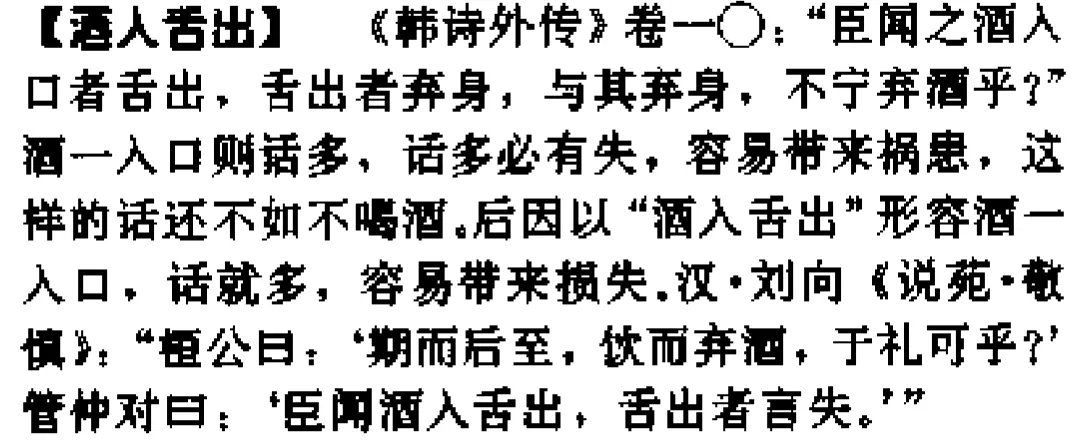 【酒入舌出】 《韩诗外传》卷一〇：“臣闻之酒入
口者舌出，舌出者弃身，与其弃身，不宁弃酒乎？”
酒一入口则话多，话多必有失，容易带来祸患，这
样的话还不如不喝酒。后因以“酒入舌出”形容酒一
入口，话就多，容易带来损失。汉·刘向《说苑·敬
慎》：“桓公曰：‘期而后至，饮而弃酒，于礼可乎？’
管仲对曰：‘臣闻酒入舌出，舌出者言失。’”